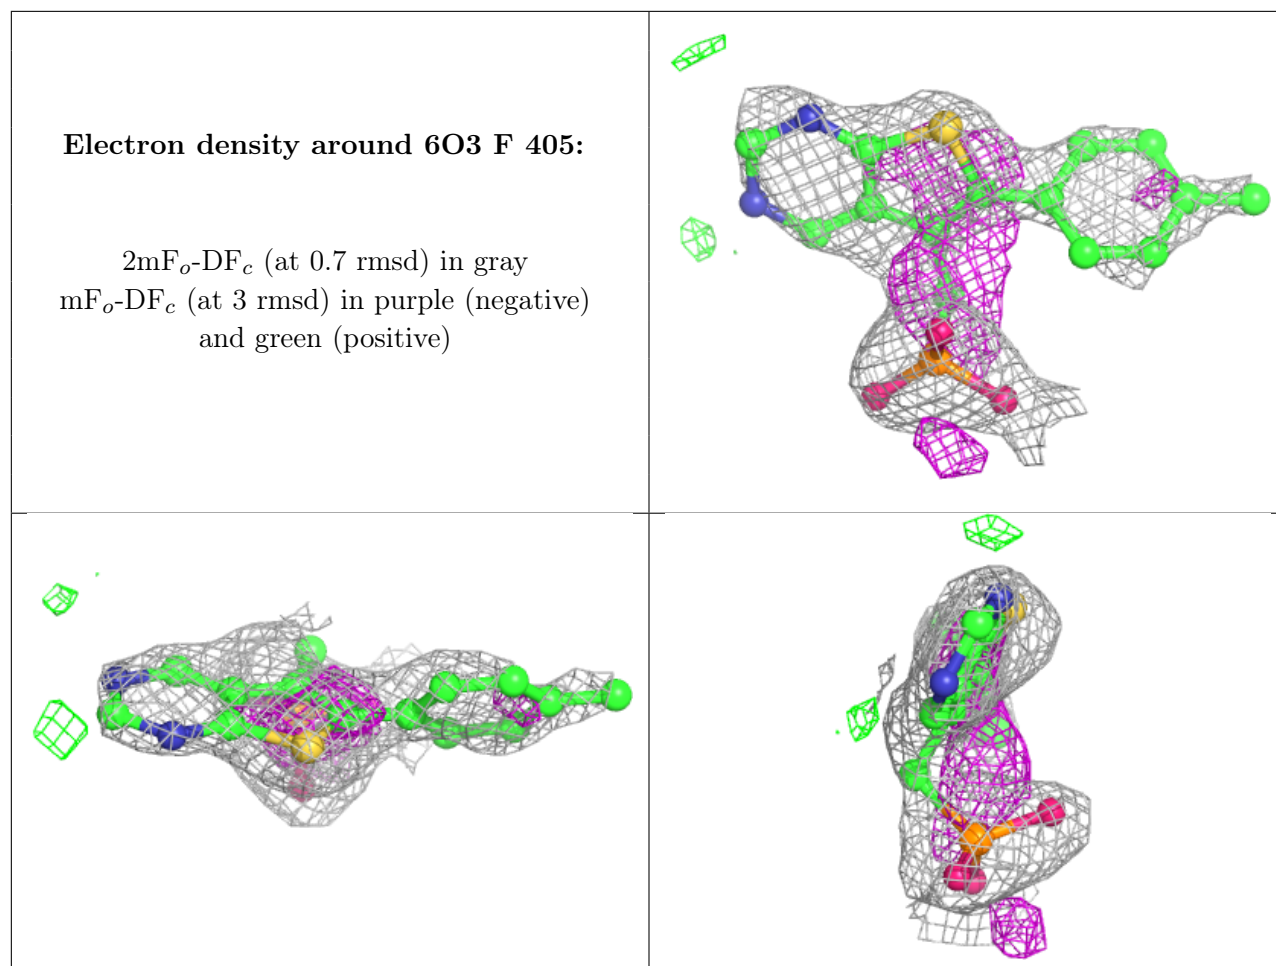 Electron density around 6O3 F 405:
2mFo-DFc (at 0.7 rmsd) in gray
mFo-DFc (at 3 rmsd) in purple (negative)
and green (positive)